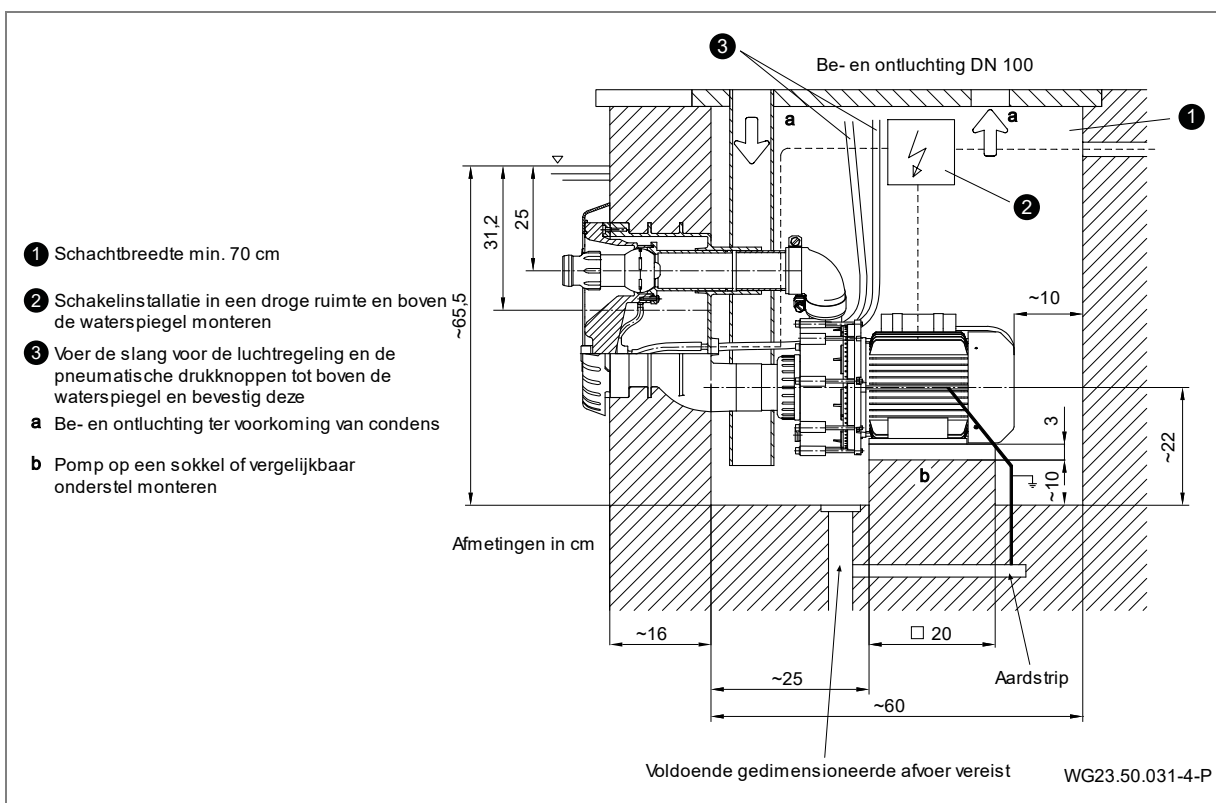 3
Be- en ontluchting DN 100
a
a
1
2
25
31,2
~65,5
1 Schachtbreedte min. 70 cm
2 Schakelinstallatie in een droge ruimte en boven
de waterspiegel monteren
3 Voer de slang voor de luchtregeling en de
pneumatische drukknoppen tot boven de
waterspiegel en bevestig deze
a Be- en ontluchting ter voorkoming van condens
b Pomp op een sokkel of vergelijkbaar
onderstel monteren
~10
3
~22
~10
b
Afmetingen in cm
~16
20
~25
~60
Aardstrip
Voldoende gedimensioneerde afvoer vereist
WG23.50.031-4-P